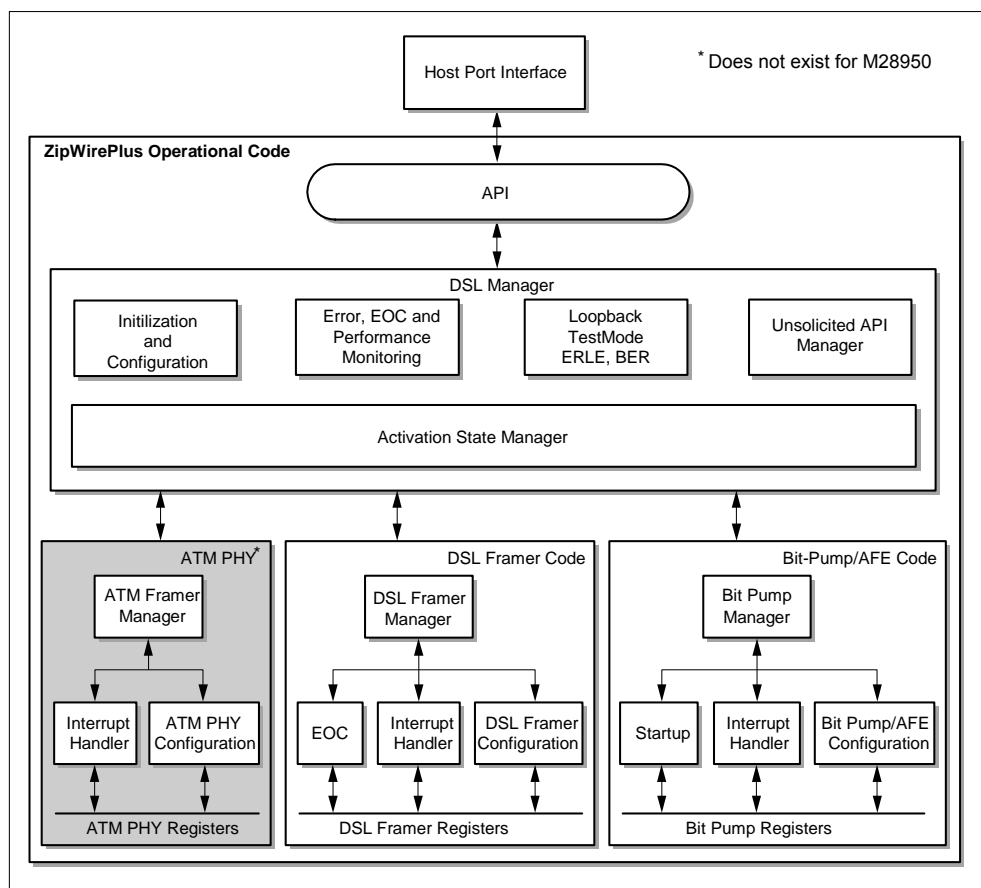 Host Port Interface
* Does not exist for M28950
ZipWirePlus Operational Code
API
DSL Manager
Initilization
and
Configuration
Error, EOC and
Performance
Monitoring
Loopback
TestMode
ERLE, BER
Unsolicited API
Manager
Activation State Manager
ATM PHY*
ATM Framer
Manager
Interrupt
Handler
ATM PHY
Configuration
ATM PHY Registers
DSL Framer Code
DSL Framer
Manager
EOC
Interrupt
Handler
DSL Framer
Configuration
DSL Framer Registers
Bit-Pump/AFE Code
Bit Pump
Manager
Startup
Interrupt
Handler
Bit Pump/AFE
Configuration
Bit Pump Registers